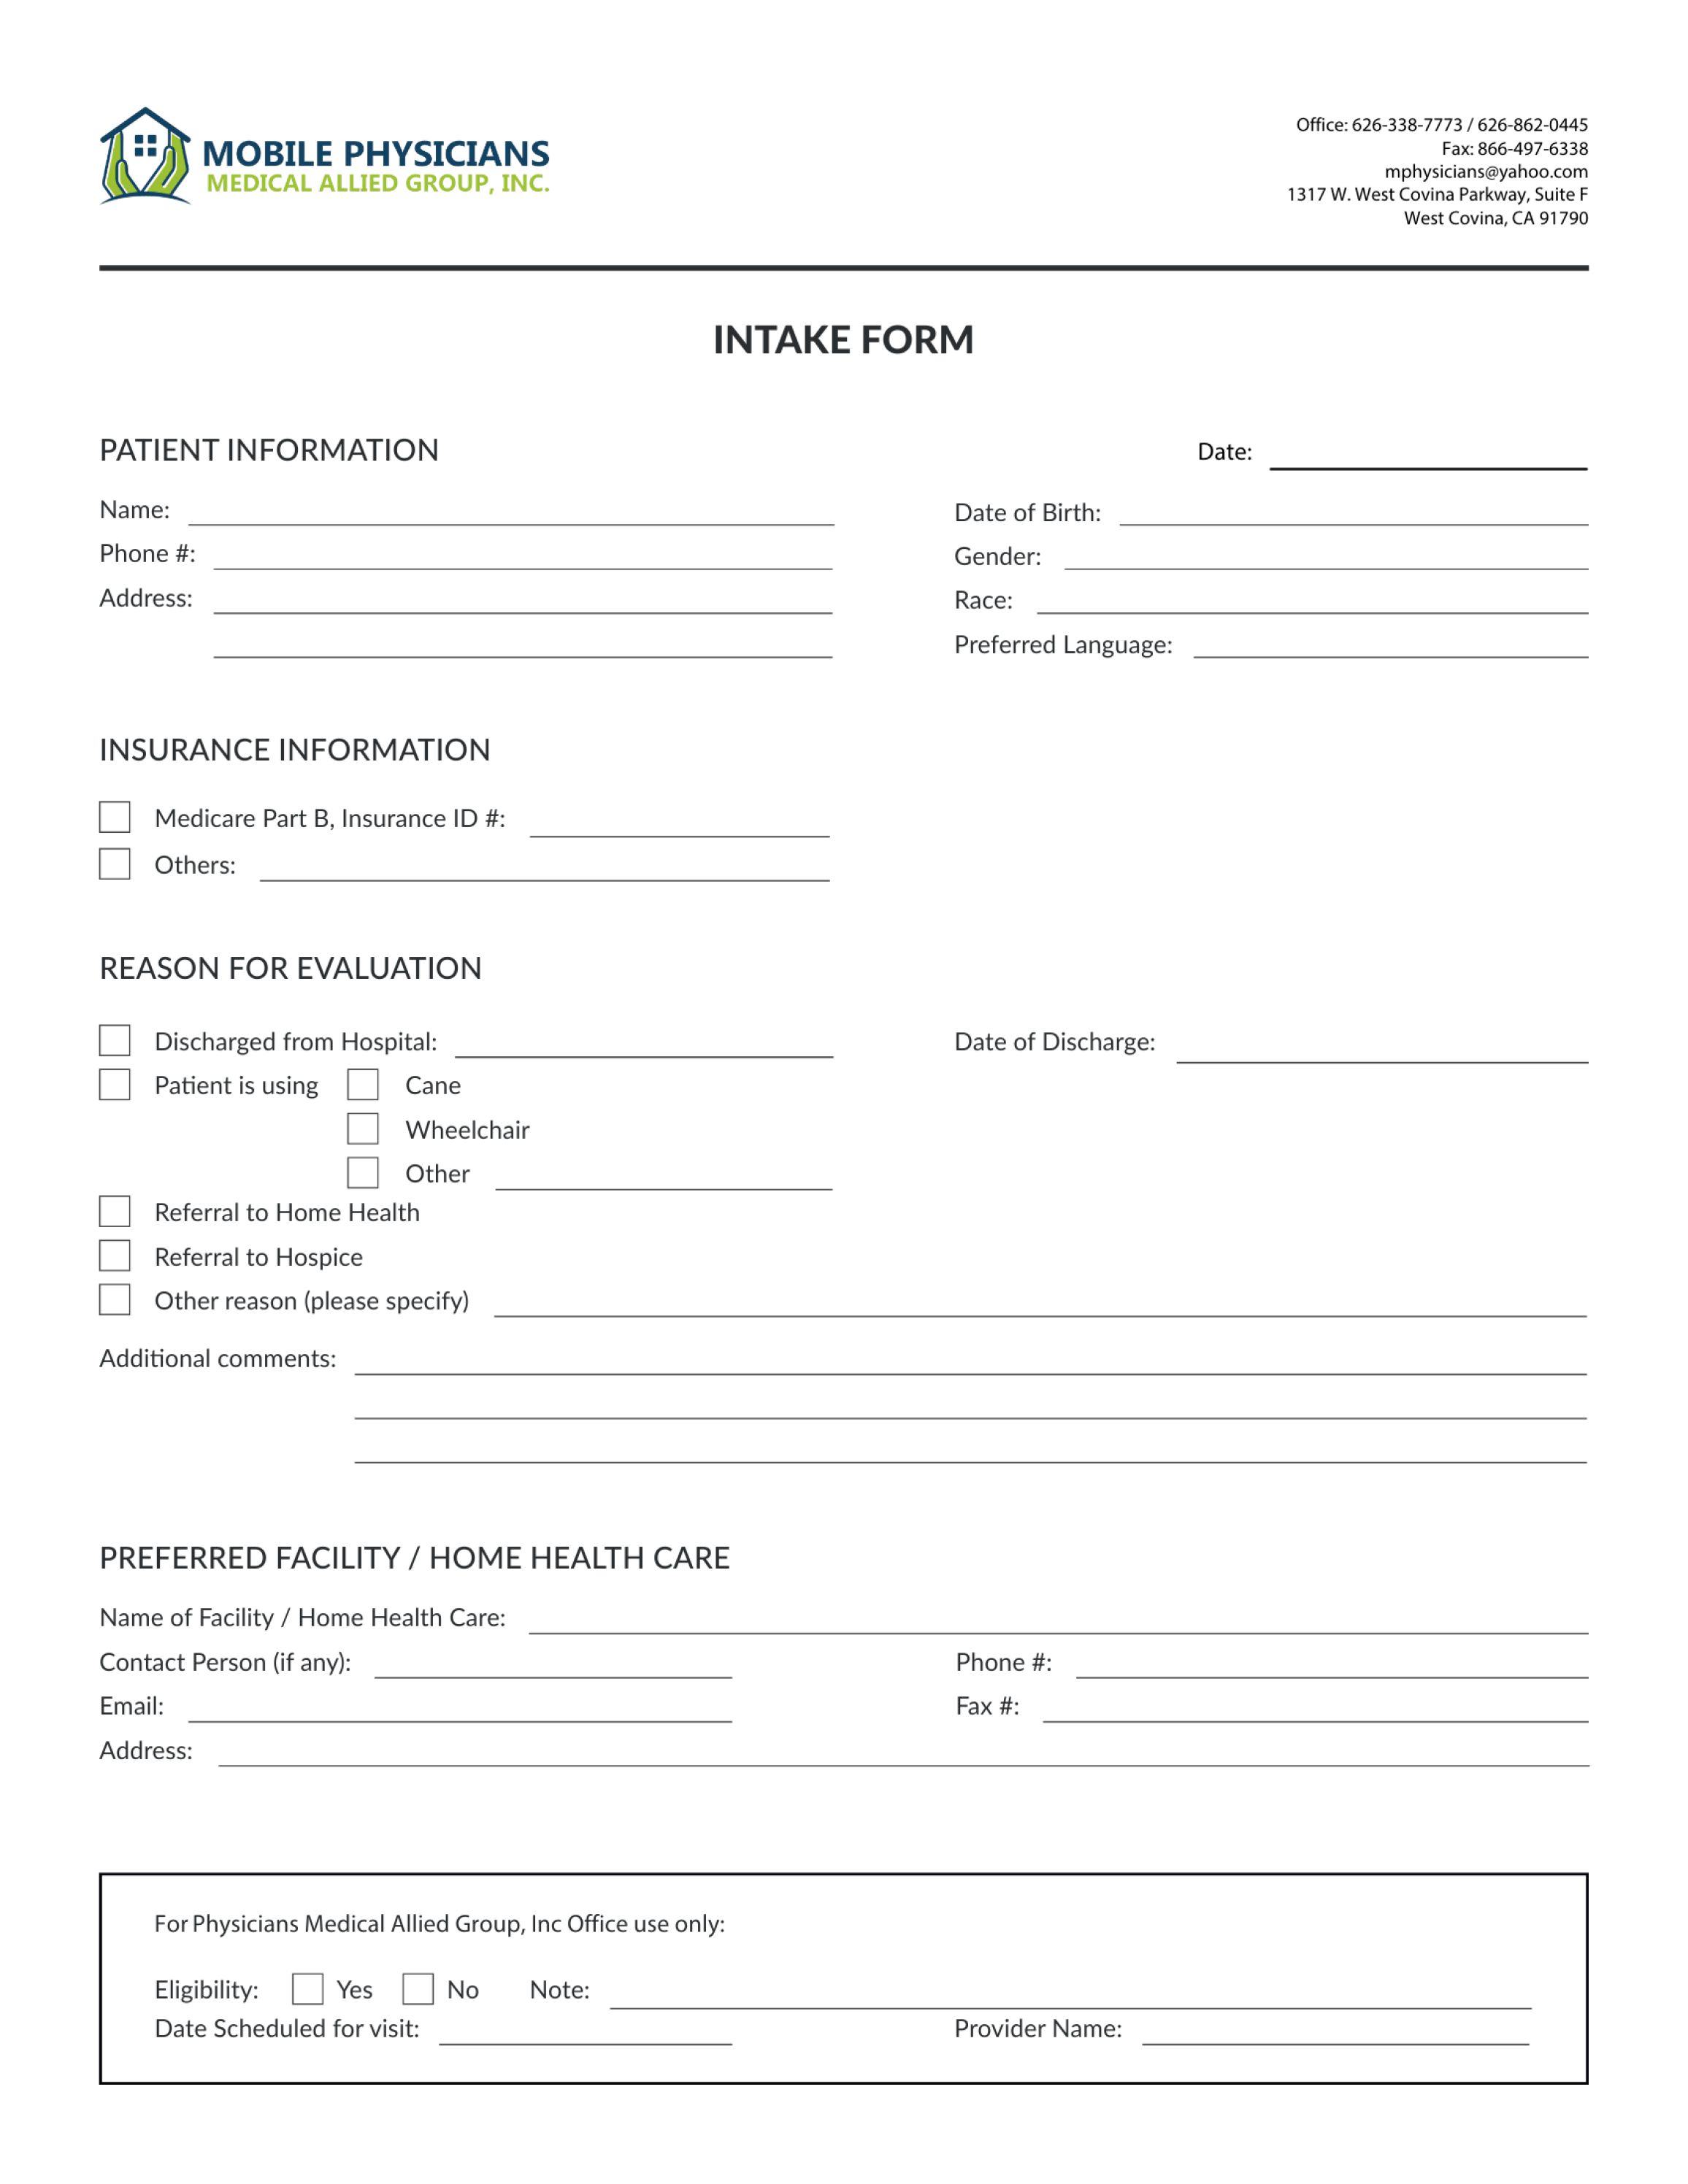 MOBILE PHYSICIANS
MEDICAL ALLIED GROUP, INC.
Office: 626-338-7773 / 626-862-0445
Fax: 866-497-6338
mphysicians@yahoo.com
1317 W. West Covina Parkway, Suite F
West Covina, CA 91790
INTAKE FORM
PATIENT INFORMATION
Date:
Name:
Date of Birth:
Phone #:
Gender:
Address:
Race:
Preferred Language:
INSURANCE INFORMATION
Medicare Part B, Insurance ID #:
Others:
REASON FOR EVALUATION
Discharged from Hospital:
Date of Discharge:
Patient is using
Cane
Wheelchair
Other
Referral to Home Health
Referral to Hospice
Other reason (please specify)
Additional comments:
PREFERRED FACILITY / HOME HEALTH CARE
Name of Facility / Home Health Care:
Contact Person (if any):
Phone #:
Email:
Fax #:
Address:
For Physicians Medical Allied Group, Inc Office use only:
Eligibility: Yes No Note:
Date Scheduled for visit:
Provider Name: